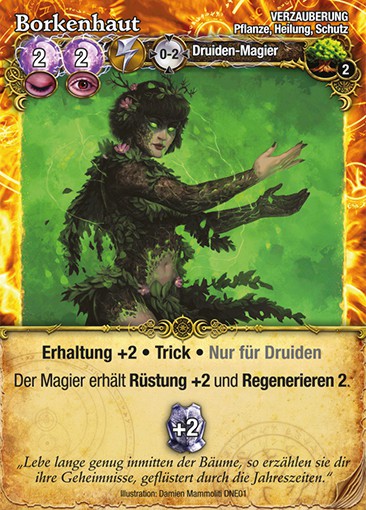 Borkenhaut
VERZAUBERUNG
Pflanze, Heilung, Schutz
2 2 0-2 Druiden-Magier
2
Erhaltung +2 • Trick • Nur für Druiden
Der Magier erhält Rüstung +2 und Regenerieren 2.
+2
„Lebe lange genug inmitten der Bäume, so erzählen sie dir
ihre Geheimnisse, geflüstert durch die Jahreszeiten.“
Illustration: Damien Mammoliti DNE01